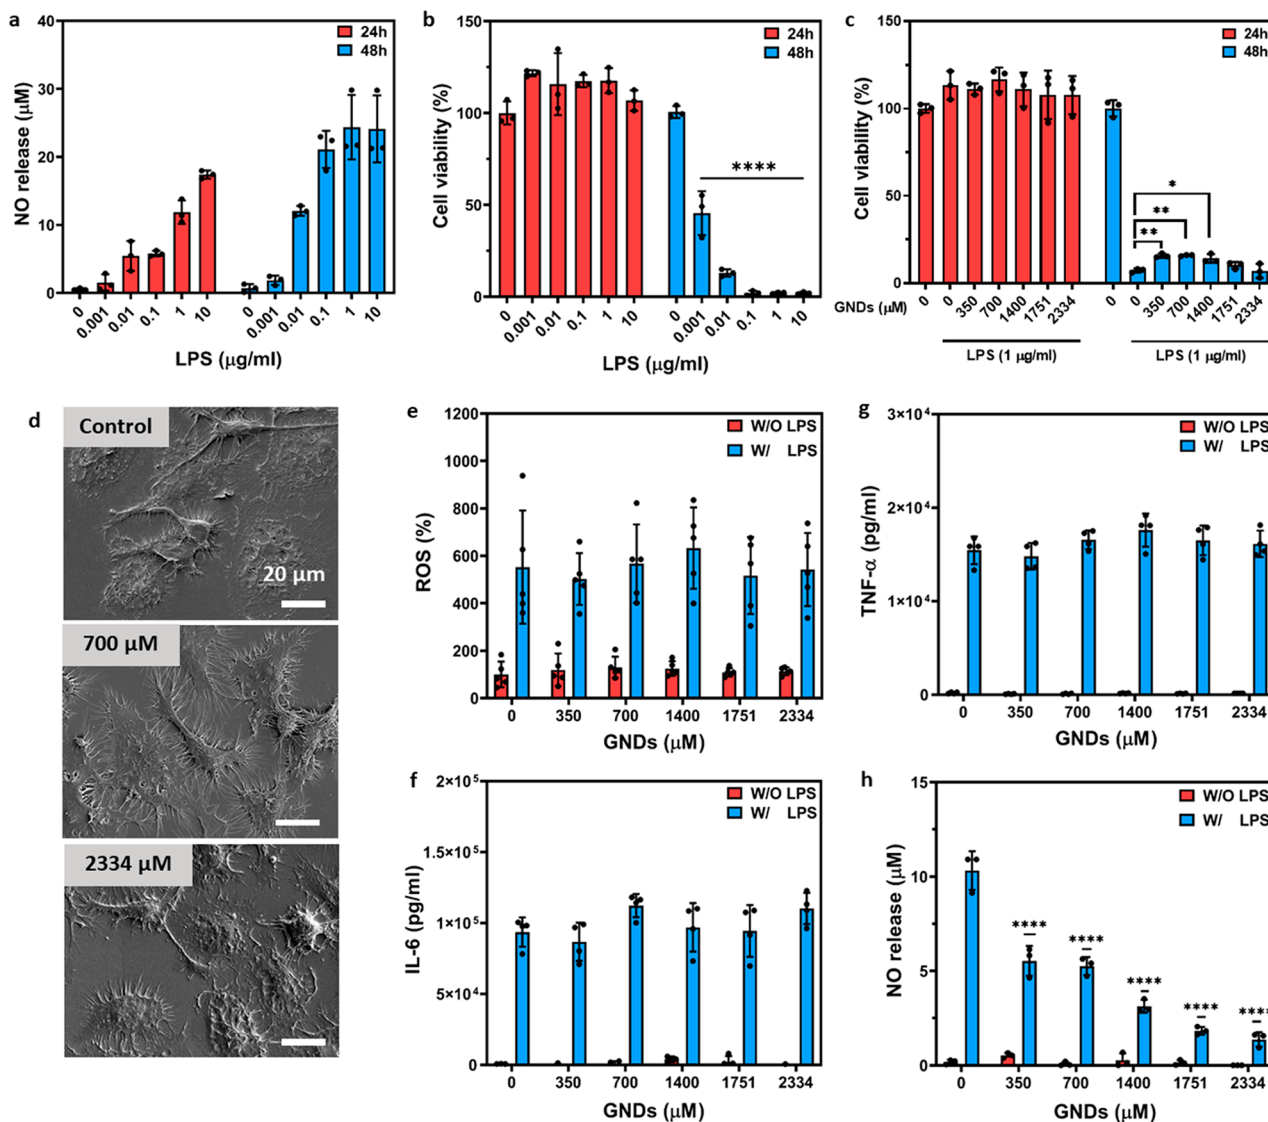 a
NO release (μM)
40
30
20
10
0
24h
48h
0 0.001 0.01 0.1 1 10 0 0.001 0.01 0.1 1 10
LPS (μg/ml)
b
Cell viability (%)
150
100
50
0
24h
48h
****
0 0.001 0.01 0.1 1 10 0 0.001 0.01 0.1 1 10
LPS (μg/ml)
c
Cell viability (%)
150
100
50
0
24h
48h
*
**
**
GNDs (μM)
0 0 350 700 1400 1751 2334 0 0 350 700 1400 1751 2334
LPS (1 μg/ml) LPS (1 μg/ml)
d
Control
20 μm
700 μM
2334 μM
e
ROS (%)
1200
1000
800
600
400
200
0
W/O LPS
W/ LPS
0 350 700 1400 1751 2334
GNDs (μM)
g
TNF-α (pg/ml)
3×10⁴
2×10⁴
1×10⁴
0
W/O LPS
W/ LPS
0 350 700 1400 1751 2334
GNDs (μM)
f
IL-6 (pg/ml)
2×10⁵
1.5×10⁵
1×10⁵
5×10⁴
0
W/O LPS
W/ LPS
0 350 700 1400 1751 2334
GNDs (μM)
h
NO release (μM)
15
10
5
0
W/O LPS
W/ LPS
**** **** **** **** ****
0 350 700 1400 1751 2334
GNDs (μM)